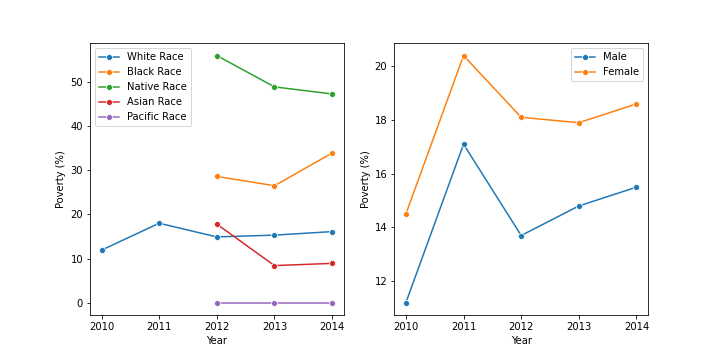 White Race
Black Race
Native Race
Asian Race
Pacific Race
Poverty (%)
50
40
30
20
10
0
2010 2011 2012 2013 2014
Year
Male
Female
Poverty (%)
20
18
16
14
12
2010 2011 2012 2013 2014
Year